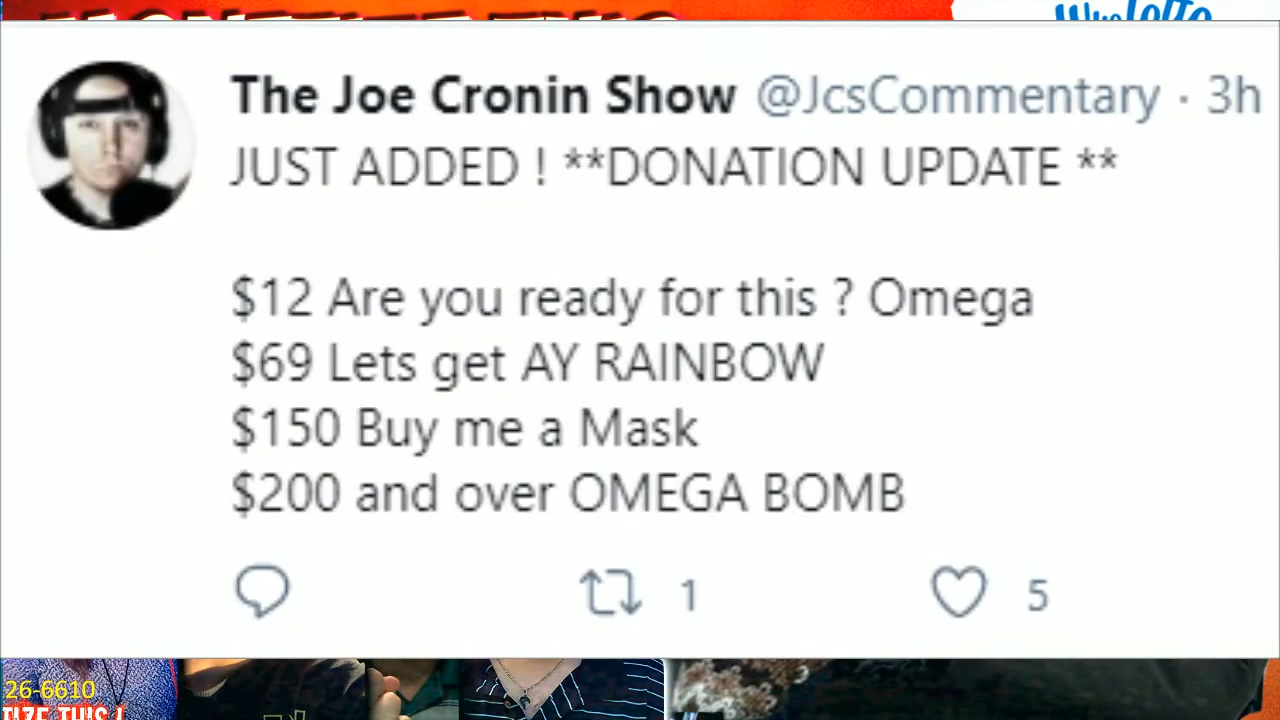 The Joe Cronin Show @JcsCommentary · 3h
JUST ADDED ! **DONATION UPDATE **
$12 Are you ready for this ? Omega
$69 Lets get AY RAINBOW
$150 Buy me a Mask
$200 and over OMEGA BOMB
1 5
26-6610